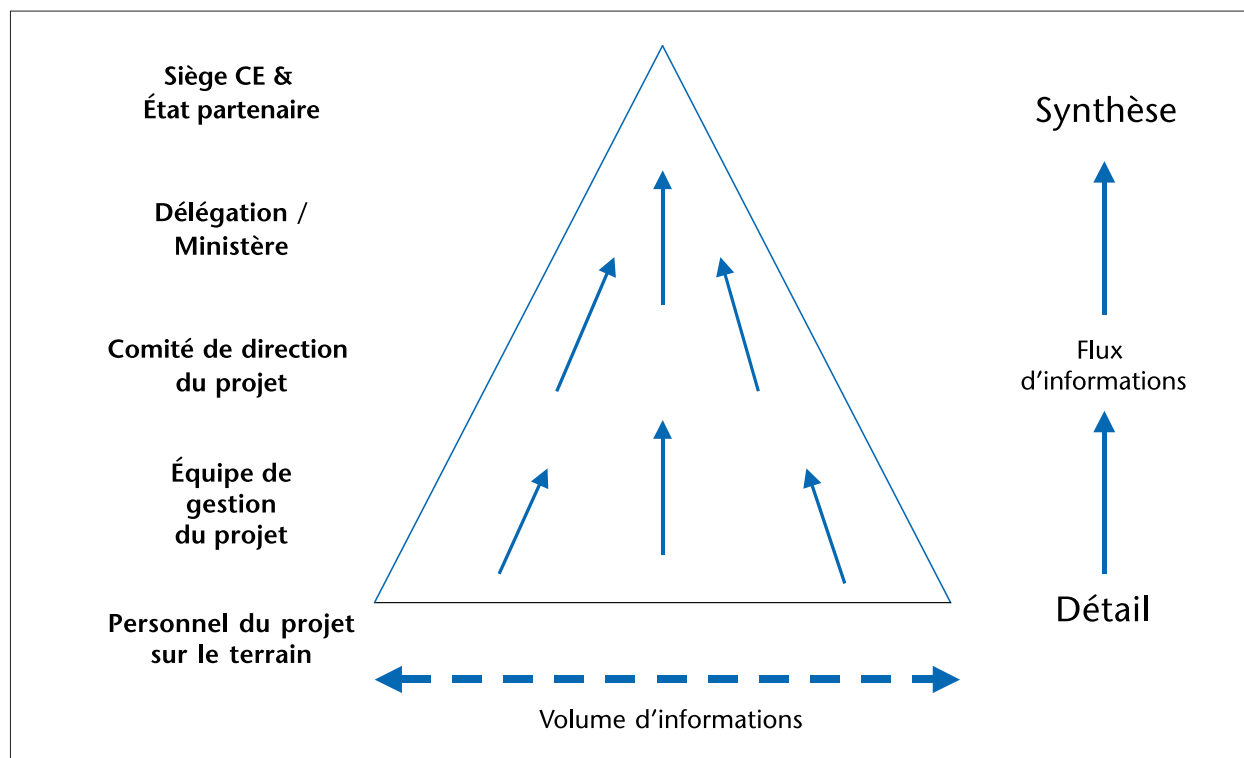 Siège CE &
État partenaire
Délégation /
Ministère
Comité de direction
du projet
Équipe de
gestion
du projet
Personnel du projet
sur le terrain
Volume d'informations
Synthèse
Flux
d'informations
Détail